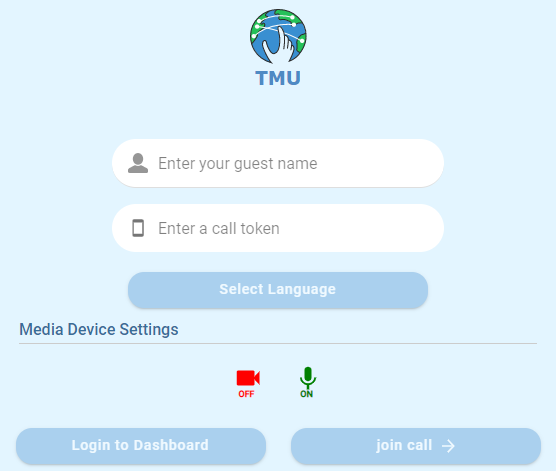 TMU
Enter your guest name
Enter a call token
Select Language
Media Device Settings
OFF
ON
Login to Dashboard
join call